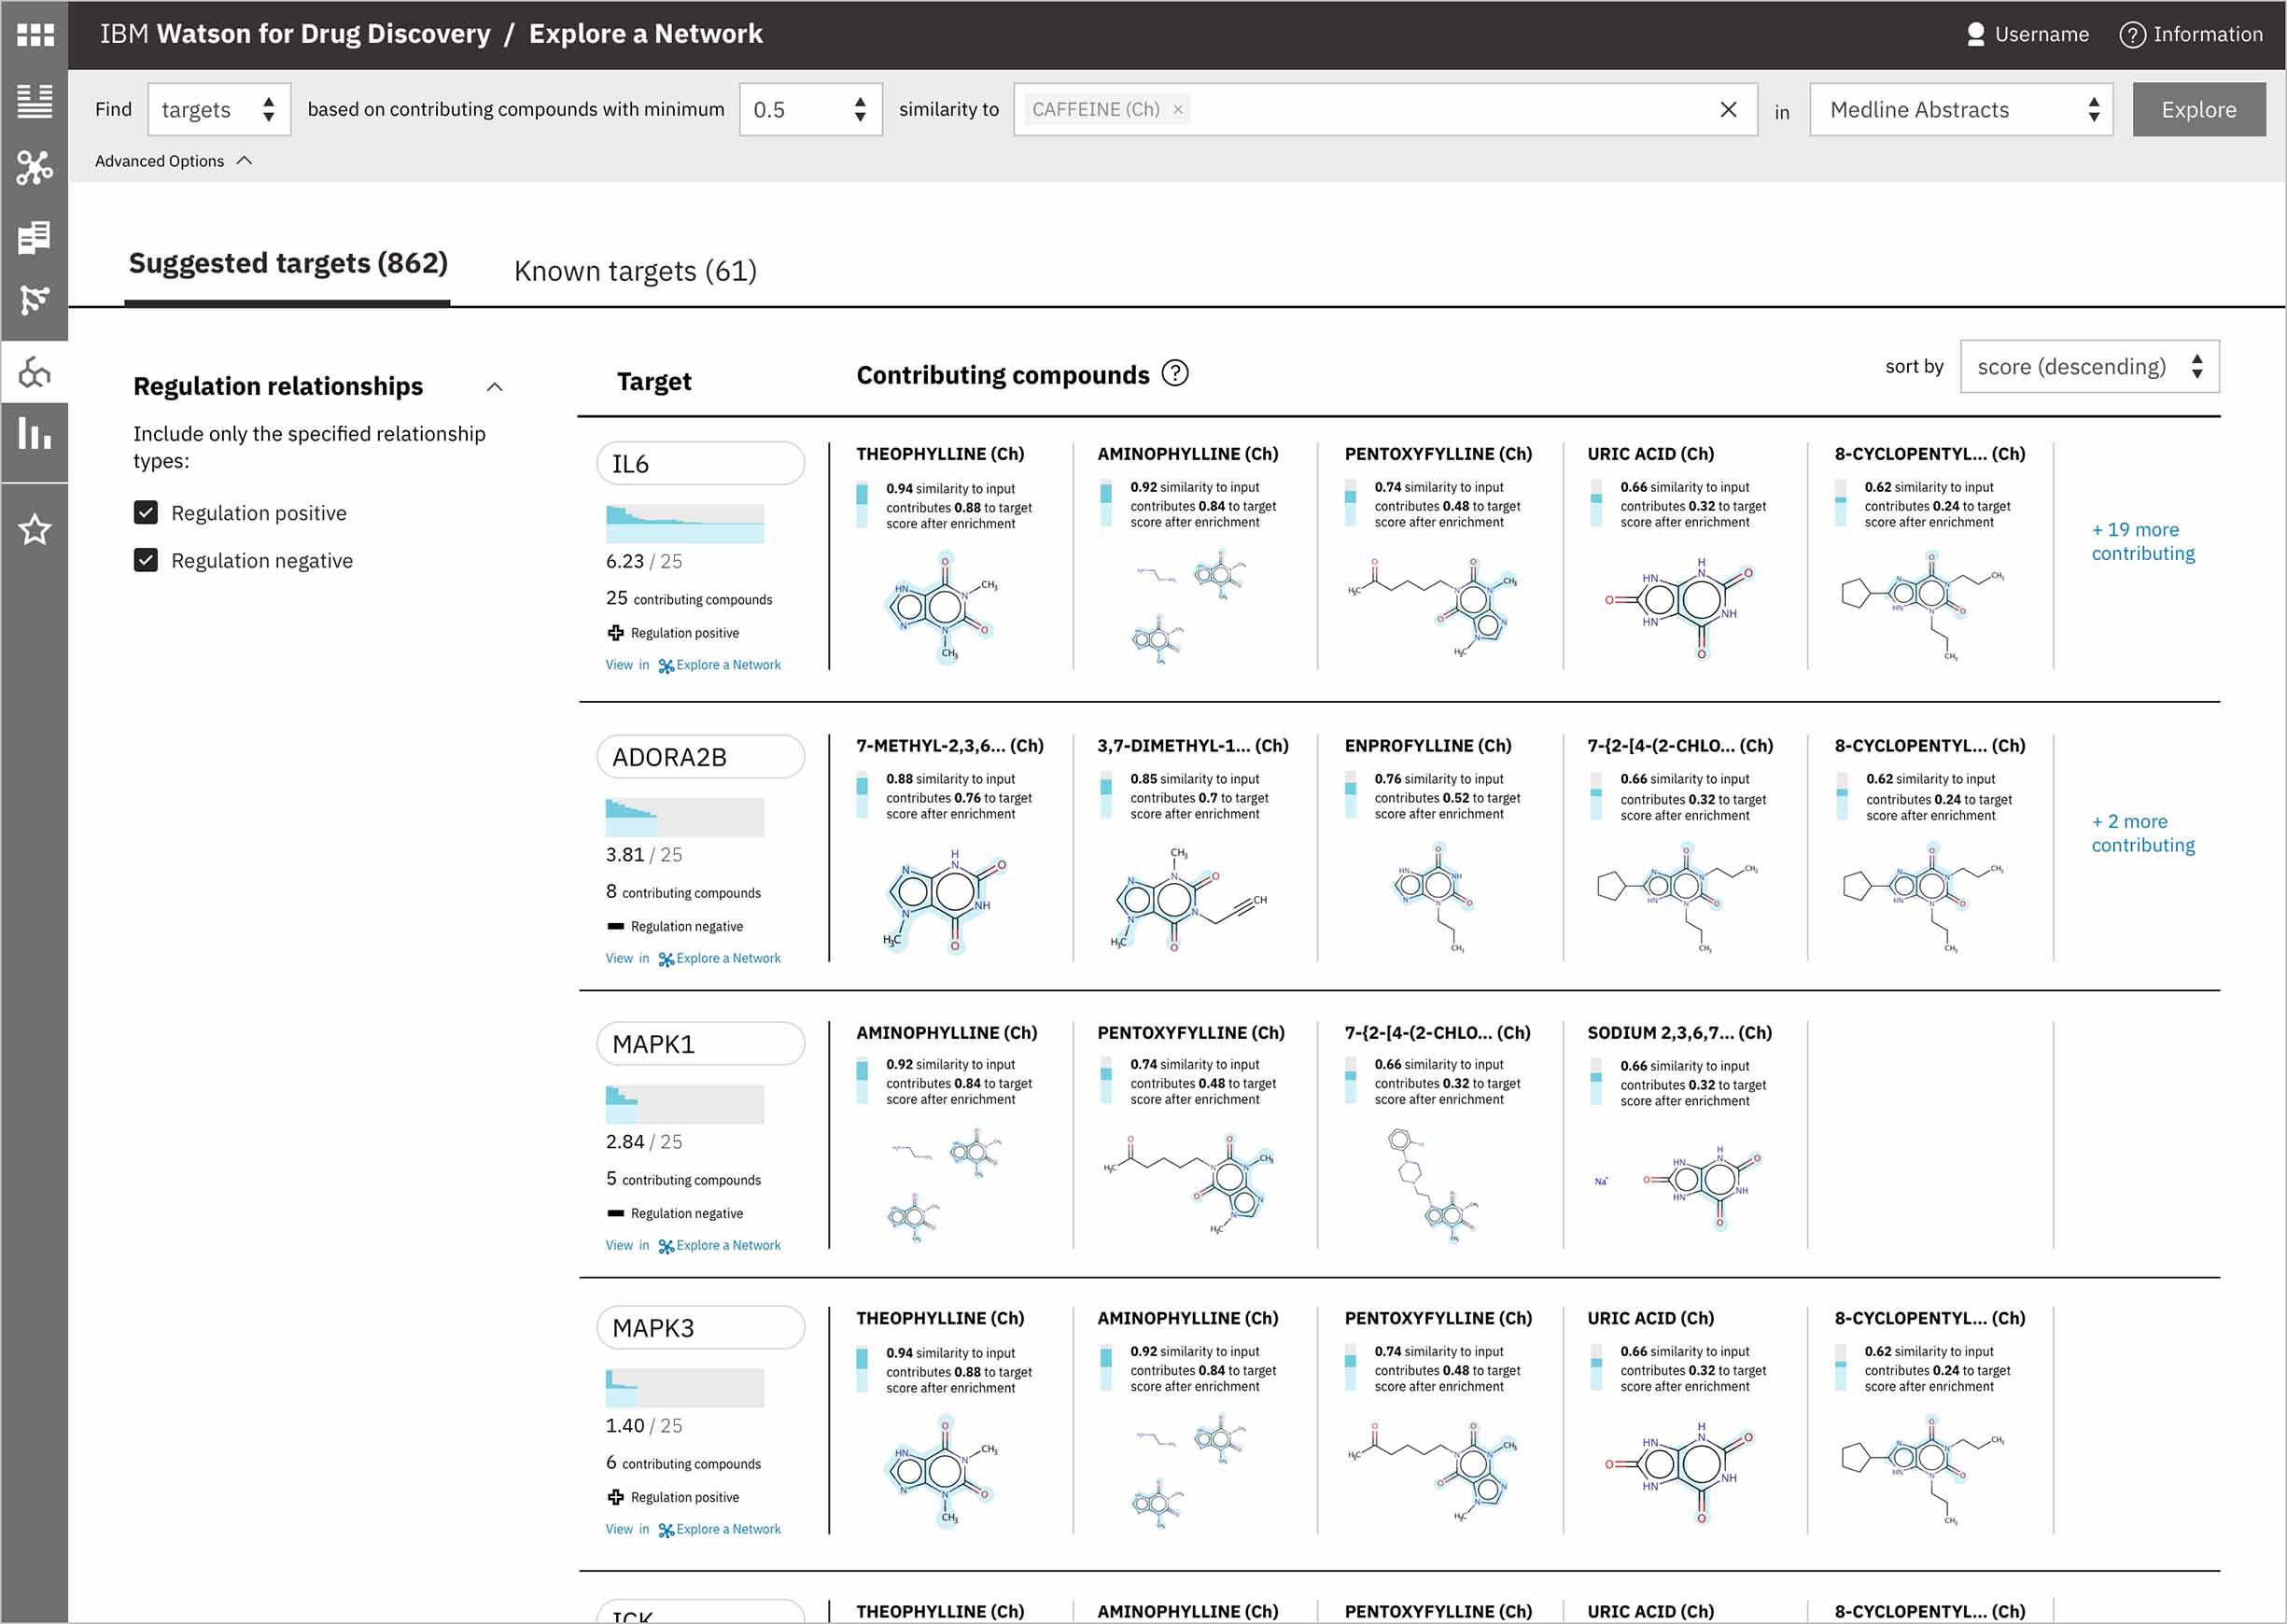 IBM Watson for Drug Discovery / Explore a Network
Username
Information
Find targets based on contributing compounds with minimum 0.5 similarity to CAFFEINE (Ch) × in Medline Abstracts Explore
Advanced Options
Suggested targets (862)
Known targets (61)
Regulation relationships
Include only the specified relationship
types:
Regulation positive
Regulation negative
Target
Contributing compounds ?
sort by score (descending)
IL6
6.23 / 25
25 contributing compounds
Regulation positive
View in Explore a Network
THEOPHYLLINE (Ch)
0.94 similarity to input
contributes 0.88 to target
score after enrichment
AMINOPHYLLINE (Ch)
0.92 similarity to input
contributes 0.84 to target
score after enrichment
PENTOXYFYLLINE (Ch)
0.74 similarity to input
contributes 0.48 to target
score after enrichment
URIC ACID (Ch)
0.66 similarity to input
contributes 0.32 to target
score after enrichment
8-CYCLOPENTYL... (Ch)
0.62 similarity to input
contributes 0.24 to target
score after enrichment
+ 19 more
contributing
ADORA2B
3.81 / 25
8 contributing compounds
Regulation negative
View in Explore a Network
7-METHYL-2,3,6... (Ch)
0.88 similarity to input
contributes 0.76 to target
score after enrichment
3,7-DIMETHYL-1... (Ch)
0.85 similarity to input
contributes 0.7 to target
score after enrichment
ENPROFYLLINE (Ch)
0.76 similarity to input
contributes 0.52 to target
score after enrichment
7-{2-[4-(2-CHLO... (Ch)
0.66 similarity to input
contributes 0.32 to target
score after enrichment
8-CYCLOPENTYL... (Ch)
0.62 similarity to input
contributes 0.24 to target
score after enrichment
+ 2 more
contributing
MAPK1
2.84 / 25
5 contributing compounds
Regulation negative
View in Explore a Network
AMINOPHYLLINE (Ch)
0.92 similarity to input
contributes 0.84 to target
score after enrichment
PENTOXYFYLLINE (Ch)
0.74 similarity to input
contributes 0.48 to target
score after enrichment
7-{2-[4-(2-CHLO... (Ch)
0.66 similarity to input
contributes 0.32 to target
score after enrichment
SODIUM 2,3,6,7... (Ch)
0.66 similarity to input
contributes 0.32 to target
score after enrichment
MAPK3
1.40 / 25
6 contributing compounds
Regulation positive
View in Explore a Network
THEOPHYLLINE (Ch)
0.94 similarity to input
contributes 0.88 to target
score after enrichment
AMINOPHYLLINE (Ch)
0.92 similarity to input
contributes 0.84 to target
score after enrichment
PENTOXYFYLLINE (Ch)
0.74 similarity to input
contributes 0.48 to target
score after enrichment
URIC ACID (Ch)
0.66 similarity to input
contributes 0.32 to target
score after enrichment
8-CYCLOPENTYL... (Ch)
0.62 similarity to input
contributes 0.24 to target
score after enrichment
THEOPHYLLINE (Ch)
AMINOPHYLLINE (Ch)
PENTOXYFYLLINE (Ch)
URIC ACID (Ch)
8-CYCLOPENTYL... (Ch)